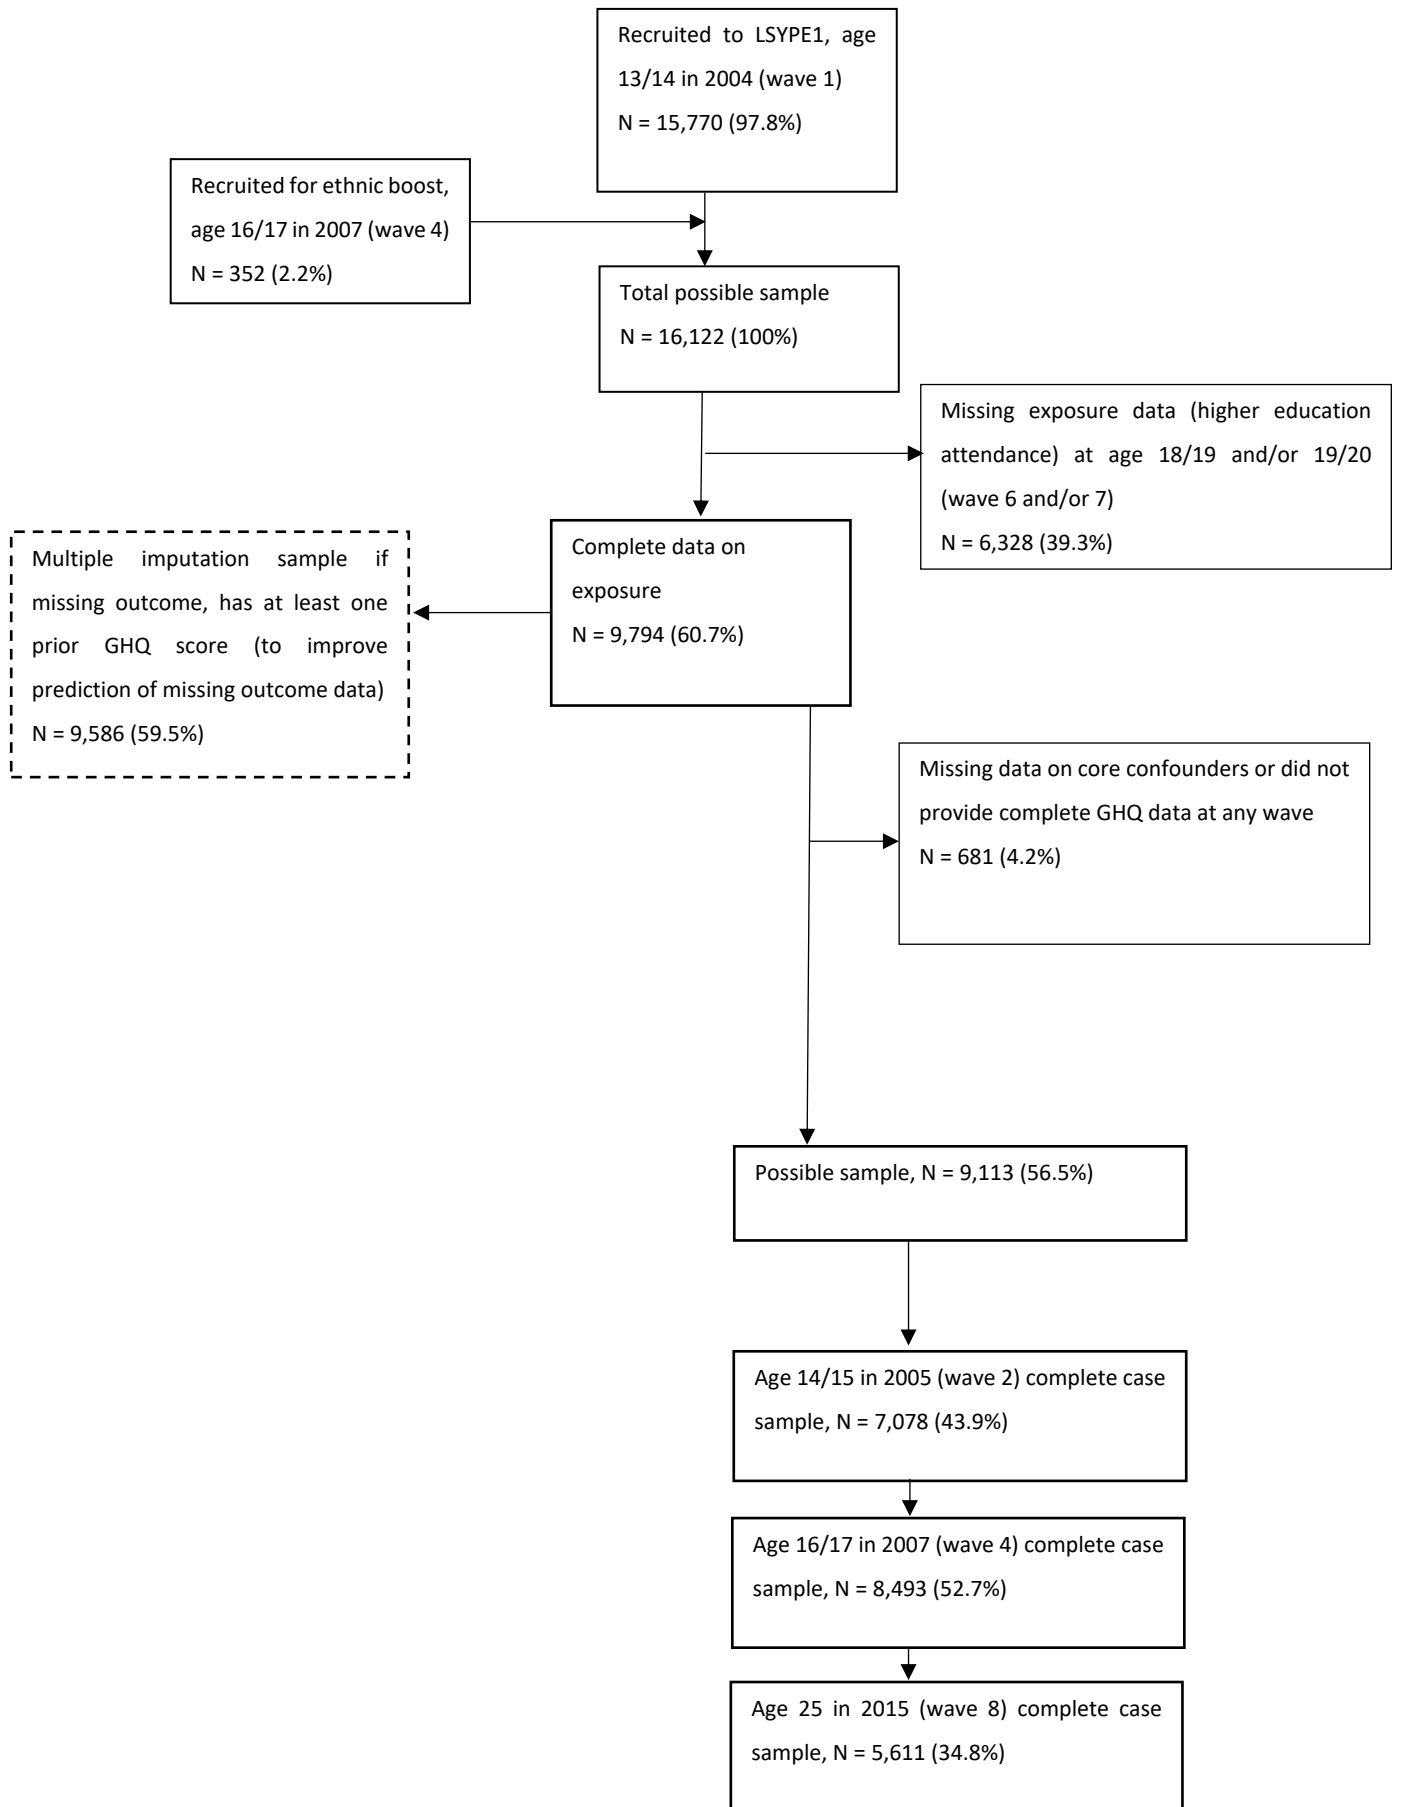 Recruited to LSYPE1, age
13/14 in 2004 (wave 1)
N = 15,770 (97.8%)
Recruited for ethnic boost,
age 16/17 in 2007 (wave 4)
N = 352 (2.2%)
Total possible sample
N = 16,122 (100%)
Missing exposure data (higher education
attendance) at age 18/19 and/or 19/20
(wave 6 and/or 7)
N = 6,328 (39.3%)
Complete data on
exposure
N = 9,794 (60.7%)
Multiple imputation sample if
missing outcome, has at least one
prior GHQ score (to improve
prediction of missing outcome data)
N = 9,586 (59.5%)
Missing data on core confounders or did not
provide complete GHQ data at any wave
N = 681 (4.2%)
Possible sample, N = 9,113 (56.5%)
Age 14/15 in 2005 (wave 2) complete case
sample, N = 7,078 (43.9%)
Age 16/17 in 2007 (wave 4) complete case
sample, N = 8,493 (52.7%)
Age 25 in 2015 (wave 8) complete case
sample, N = 5,611 (34.8%)